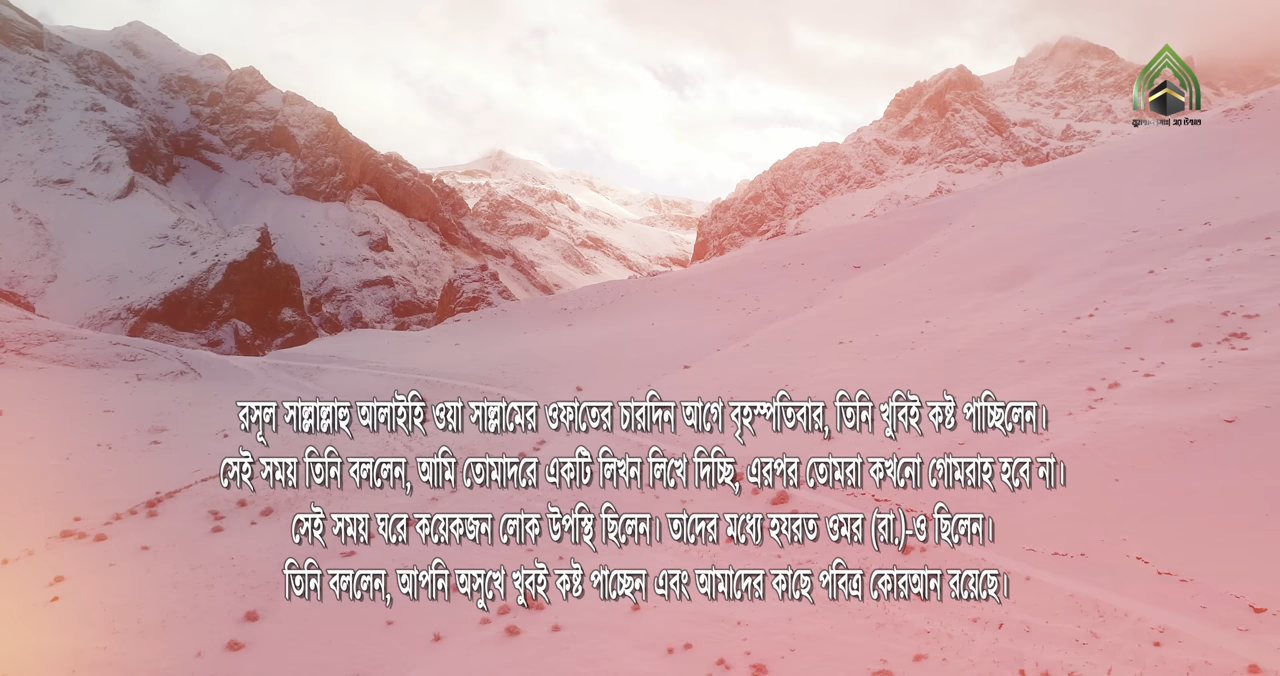 রসূল সাল্লাল্লাহু আলাইহি ওয়া সাল্লামের ওফাতের চারদিন আগে বৃহস্পতিবার, তিনি খুবিই কষ্ট পাচ্ছিলেন।
সেই সময় তিনি বললেন, আমি তোমাদরে একটি লিখন লিখে দিচ্ছি, এরপর তোমরা কখনো গোমরাহ হবে না।
সেই সময় ঘরে কয়েকজন লোক উপস্থি ছিলেন। তাদের মধ্যে হযরত ওমর (রা.)-ও ছিলেন।
তিনি বললেন, আপনি অসুখে খুবই কষ্ট পাচ্ছেন এবং আমাদের কাছে পবিত্র কোরআন রয়েছে।